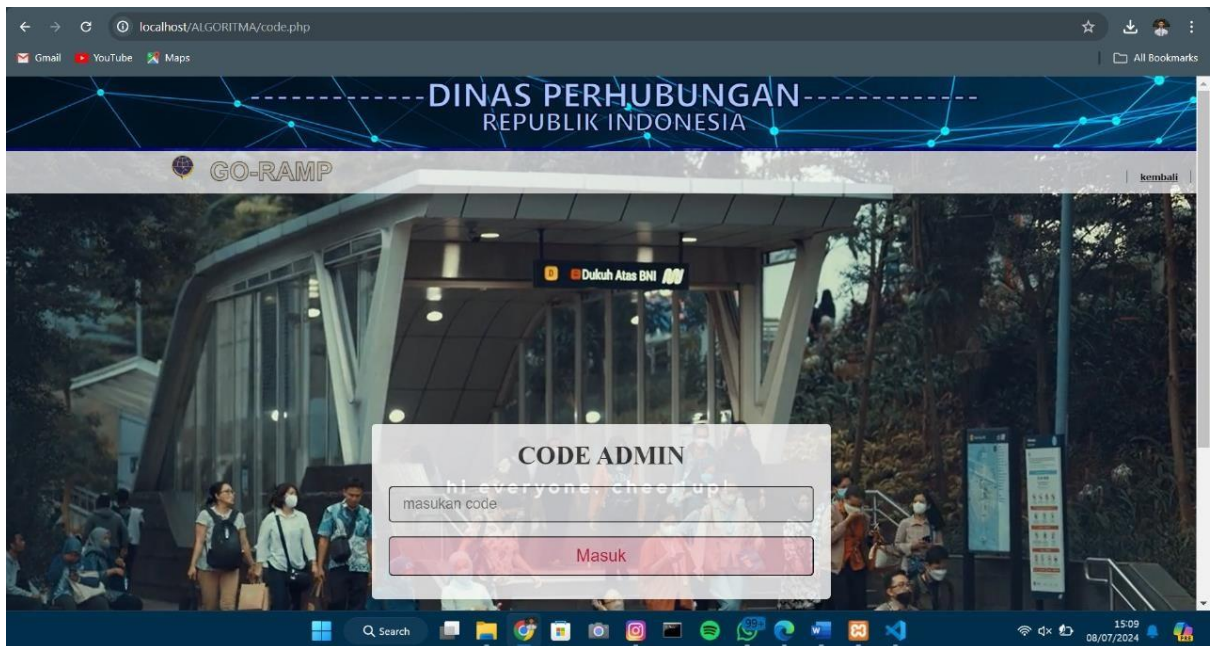 localhost/ALGORITMA/code.php
Gmail YouTube Maps All Bookmarks
------------DINAS PERHUBUNGAN------------
REPUBLIK INDONESIA
GO-RAMP
| kembali |
D Dukuh Atas BNI
CODE ADMIN
hi everyone, cheer up!
masukan code
Masuk
Search
99+
15:09
08/07/2024